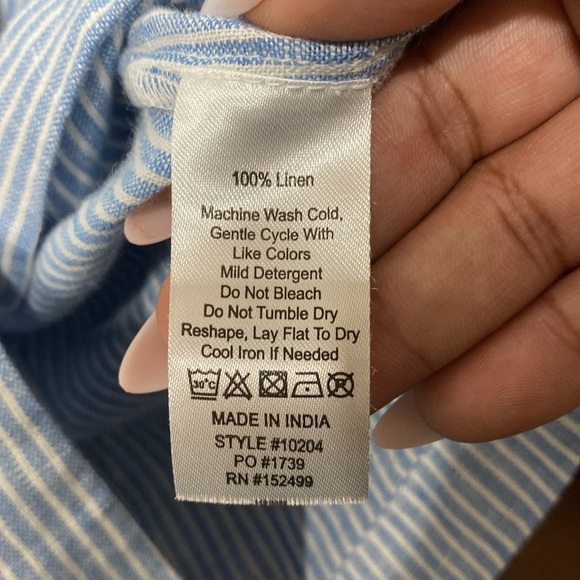 100% Linen
Machine Wash Cold,
Gentle Cycle With
Like Colors
Mild Detergent
Do Not Bleach
Do Not Tumble Dry
Reshape, Lay Flat To Dry
Cool Iron If Needed
30°C R
MADE IN INDIA
STYLE #10204
PO #1739
RN #152499